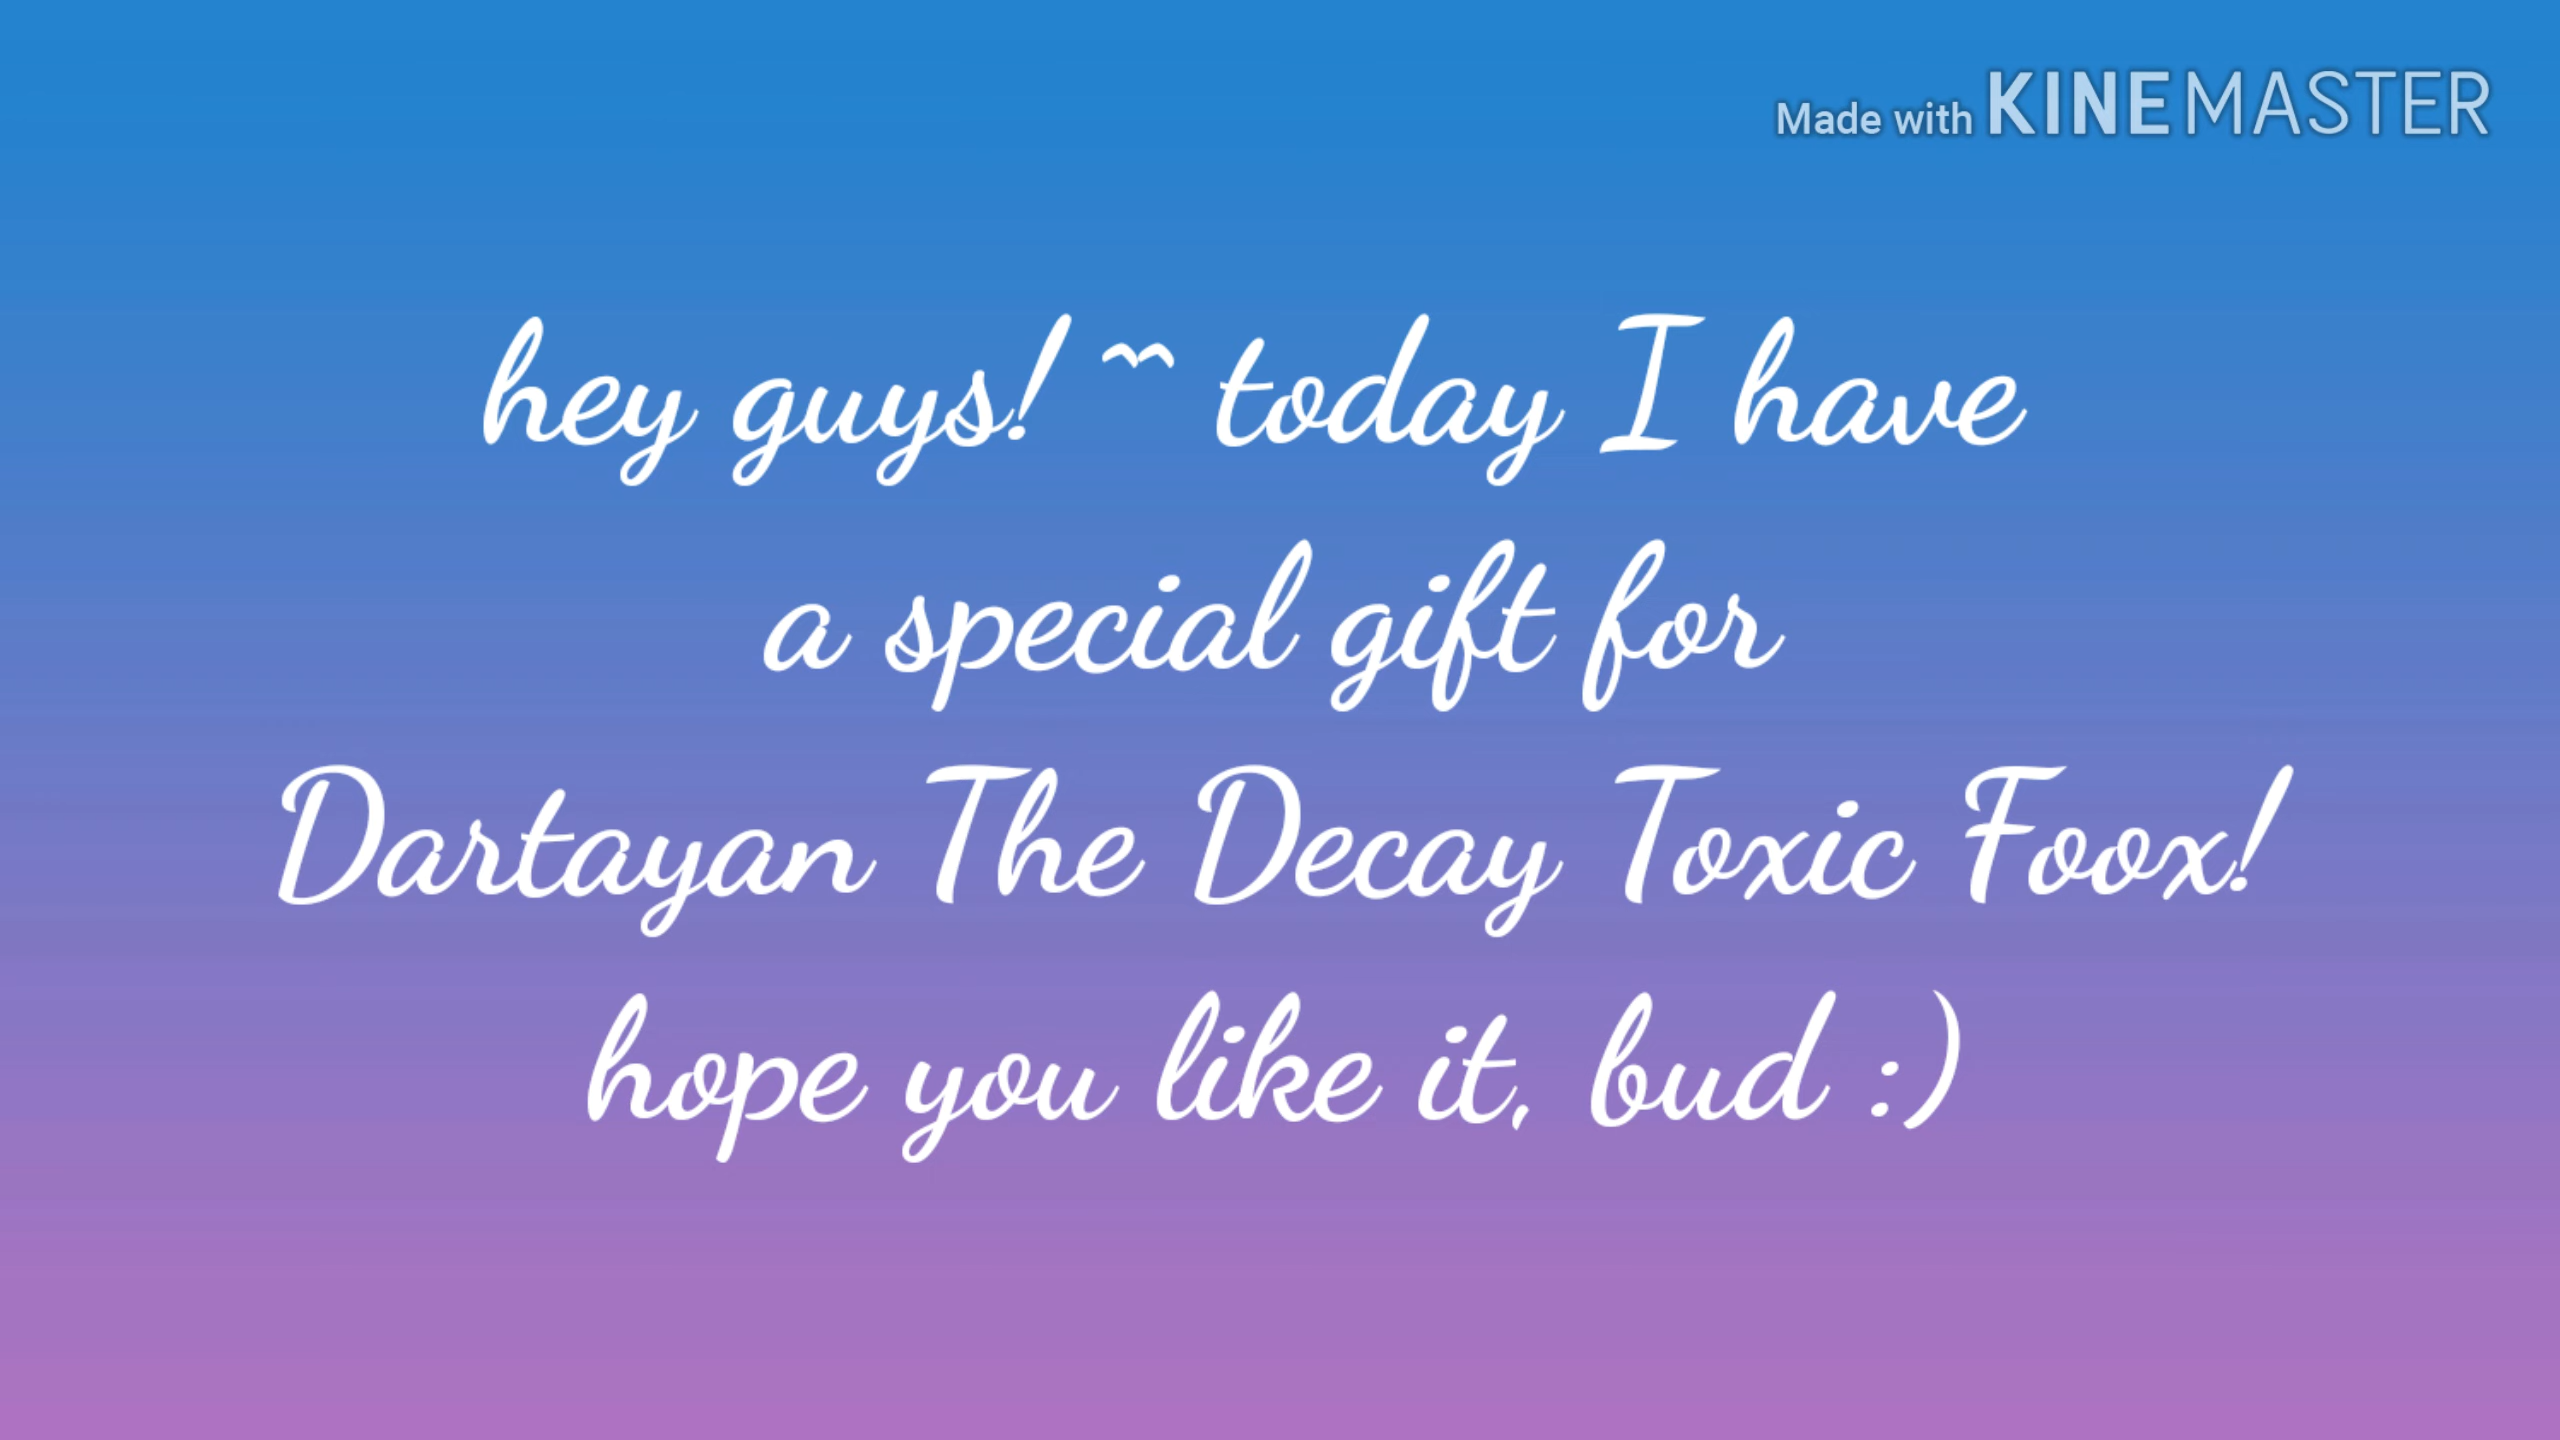 Made with KINEMASTER
hey guys! ^^ today I have
a special gift for
Dartayan The Decay Toxic Foox!
hope you like it, bud :)